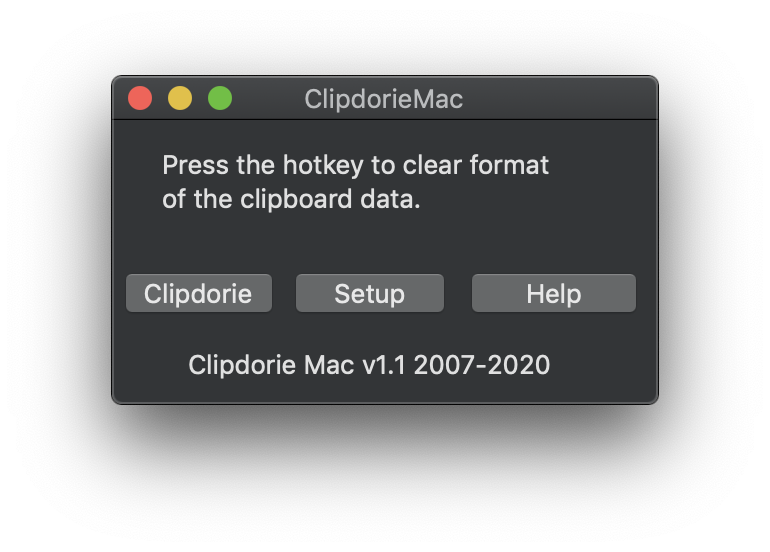 ClipdorieMac
Press the hotkey to clear format
of the clipboard data.
Clipdorie
Setup
Help
Clipdorie Mac v1.1 2007-2020